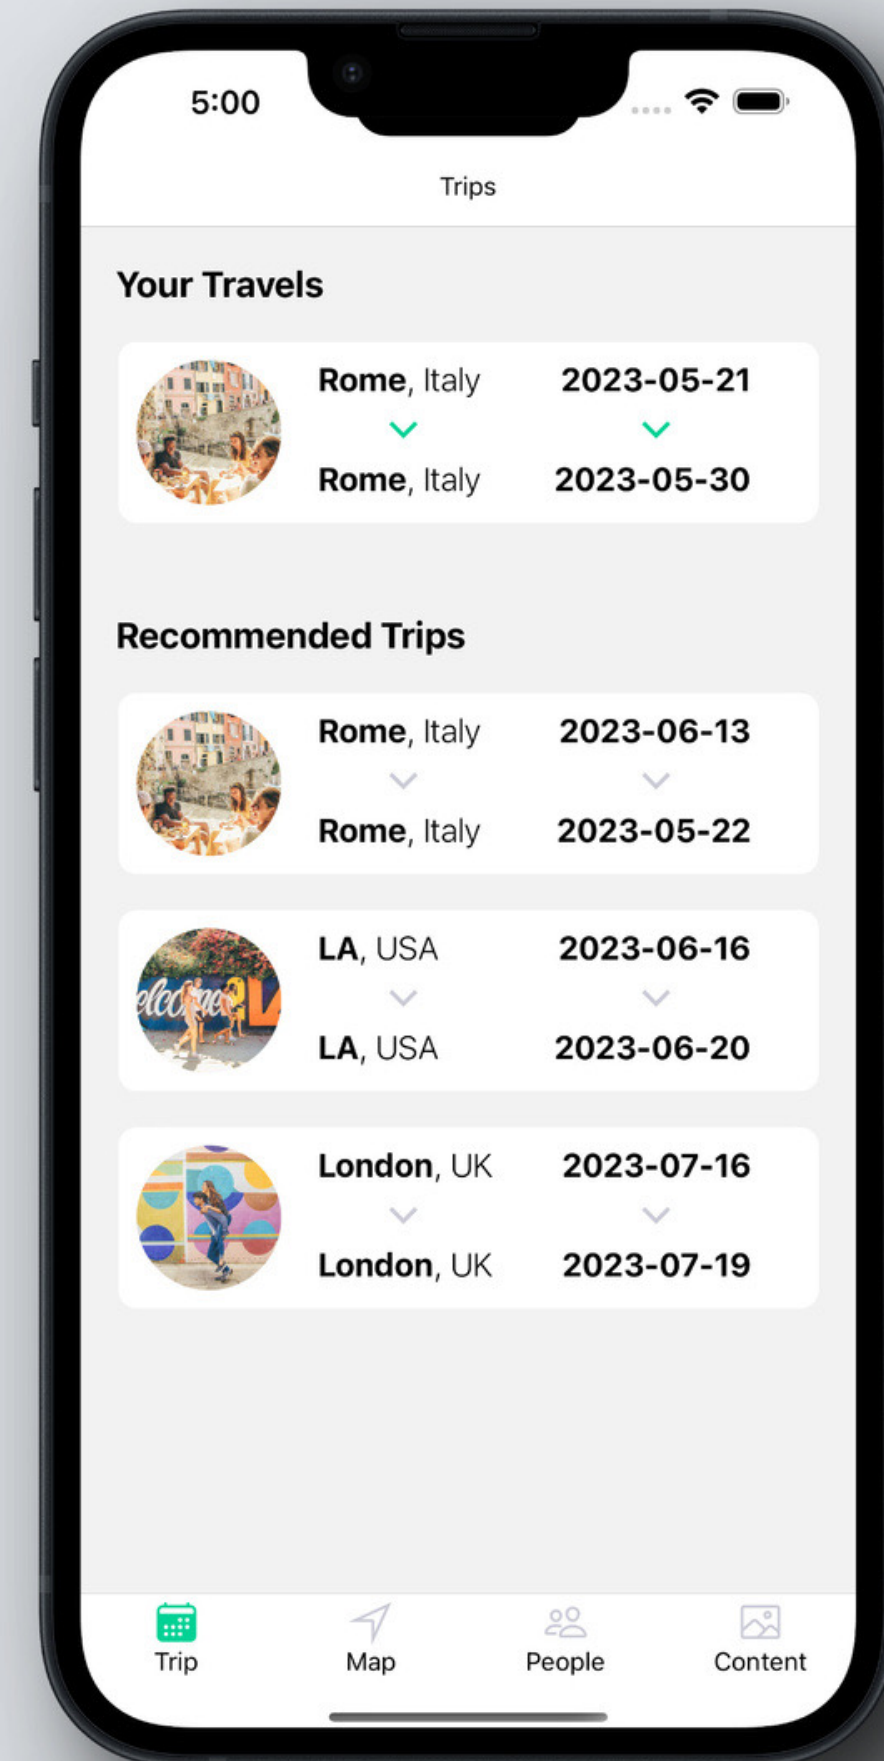 5:00
Trips
Your Travels
Rome, Italy 2023-05-21
Rome, Italy 2023-05-30
Recommended Trips
Rome, Italy 2023-06-13
Rome, Italy 2023-05-22
LA, USA 2023-06-16
elcome LA
LA, USA 2023-06-20
London, UK 2023-07-16
London, UK 2023-07-19
Trip Map People Content